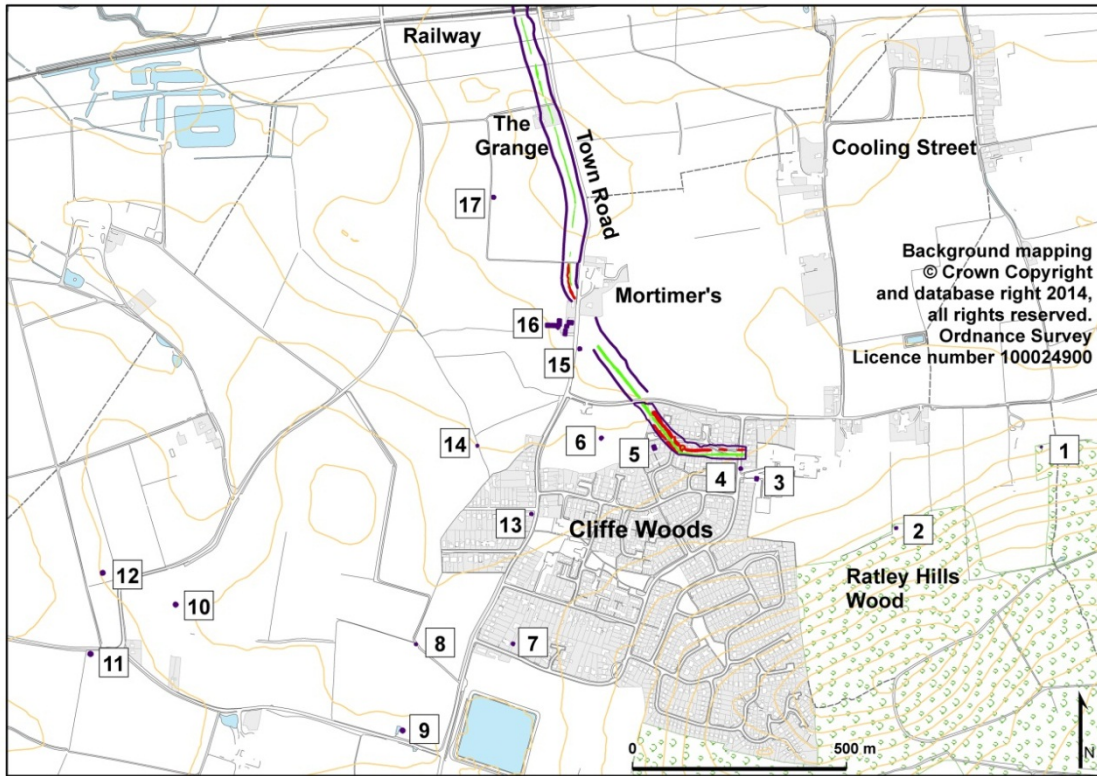 Railway
The
Grange
Town Road
Cooling Street
17
Background mapping
© Crown Copyright
and database right 2014,
all rights reserved.
Ordnance Survey
Licence number 100024900
Mortimer's
16
15
14
6
5
4
3
1
2
13
Cliffe Woods
Ratley Hills
Wood
12
10
11
8
7
9
0
500 m
N